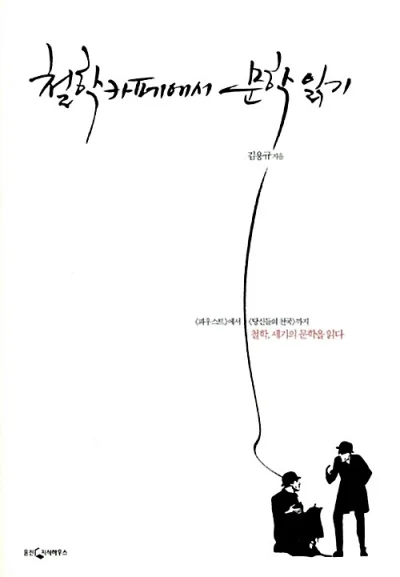 철학 카페에서 문학 읽기
김용규 지음
《파우스트》에서 《당신들의 천국》까지
철학, 세기의 문학을 읽다
웅진 지식하우스